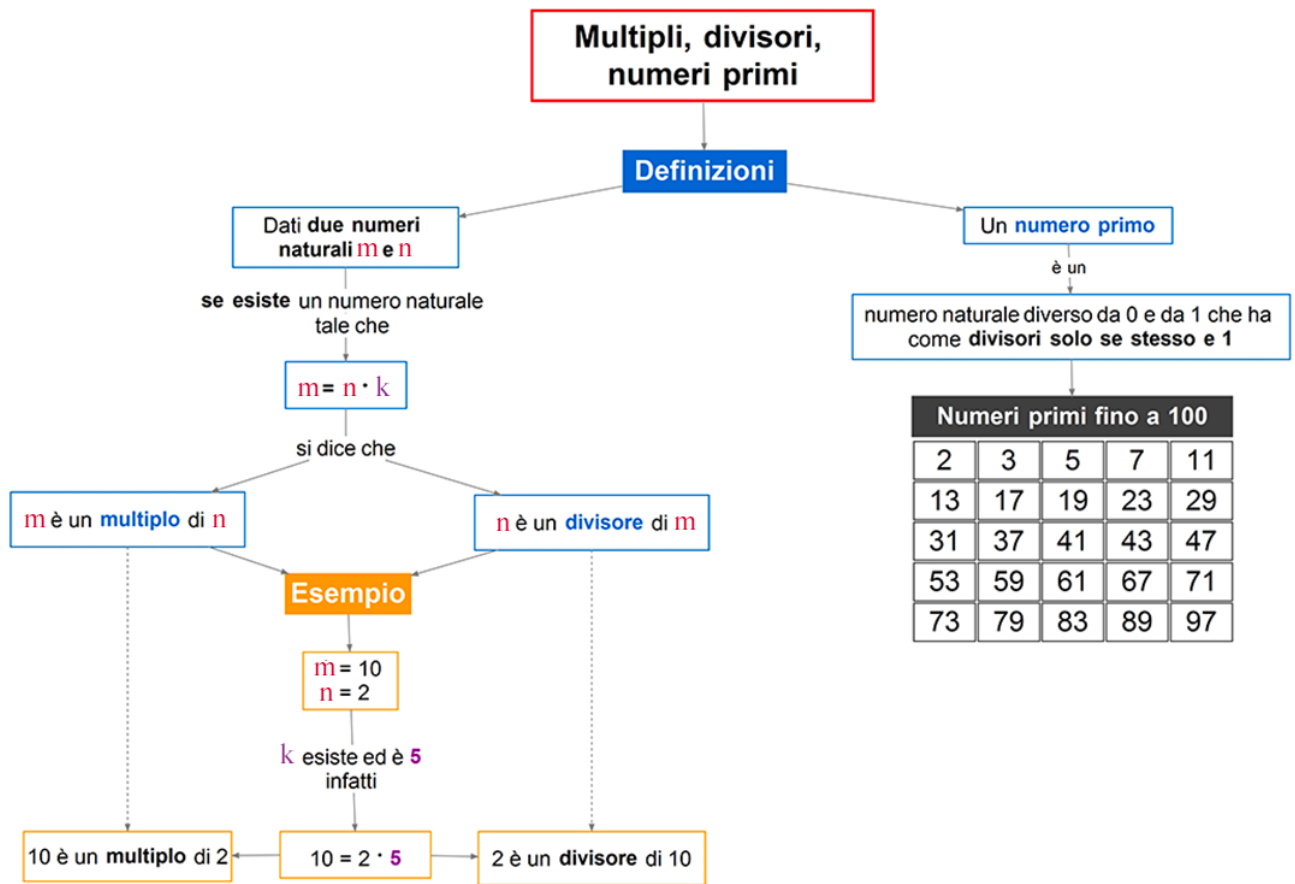 Multipli, divisori,
numeri primi
Definizioni
Dati due numeri
naturali m e n
se esiste un numero naturale
tale che
m = n · k
si dice che
m è un multiplo di n
n è un divisore di m
Esempio
m = 10
n = 2
k esiste ed è 5
infatti
10 è un multiplo di 2
10 = 2 · 5
2 è un divisore di 10
Un numero primo
è un
numero naturale diverso da 0 e da 1 che ha
come divisori solo se stesso e 1
Numeri primi fino a 100
2 3 5 7 11
13 17 19 23 29
31 37 41 43 47
53 59 61 67 71
73 79 83 89 97